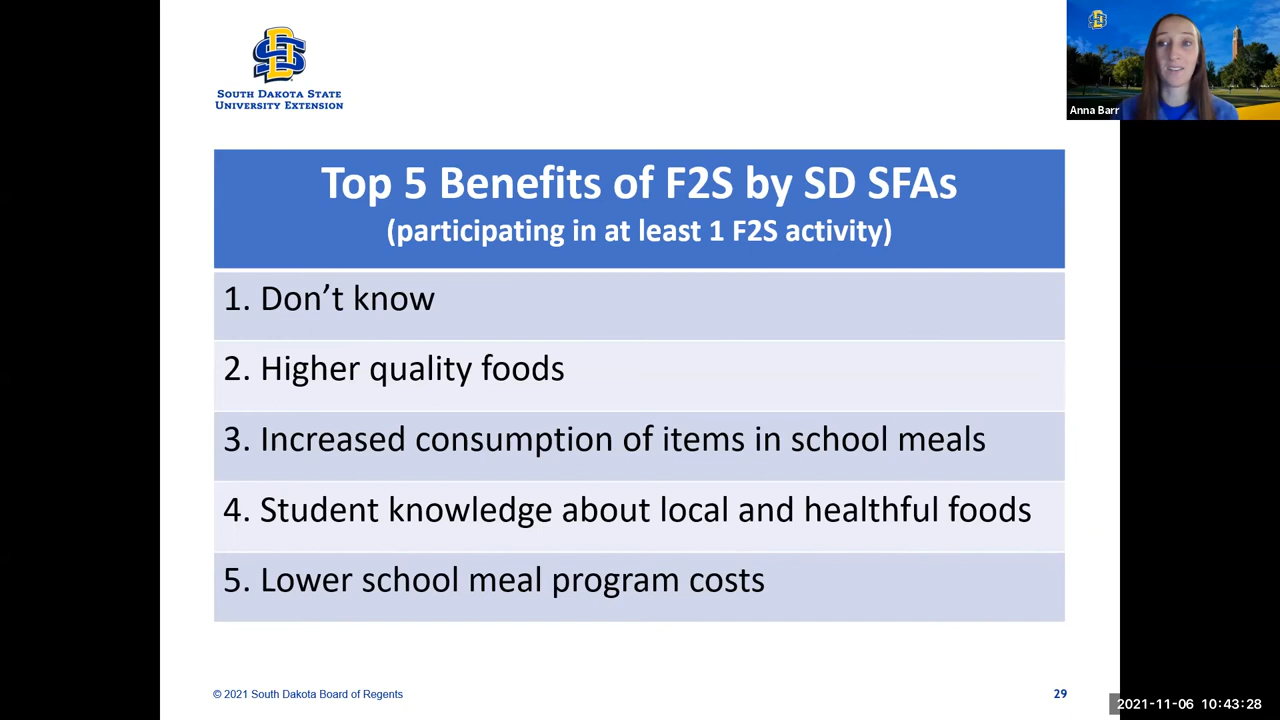 SOUTH DAKOTA STATE
UNIVERSITY EXTENSION
Anna Barr
Top 5 Benefits of F2S by SD SFAs
(participating in at least 1 F2S activity)
1. Don’t know
2. Higher quality foods
3. Increased consumption of items in school meals
4. Student knowledge about local and healthful foods
5. Lower school meal program costs
© 2021 South Dakota Board of Regents
29
2021-11-06 10:43:28